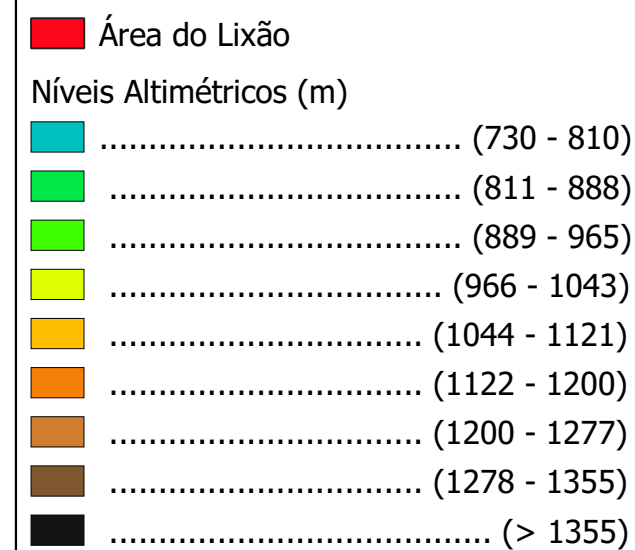 Área do Lixão
Níveis Altimétricos (m)
..................................... (730 - 810)
.................................... (811 - 888)
.................................... (889 - 965)
.................................. (966 - 1043)
................................ (1044 - 1121)
................................ (1122 - 1200)
................................ (1200 - 1277)
................................ (1278 - 1355)
....................................... (> 1355)